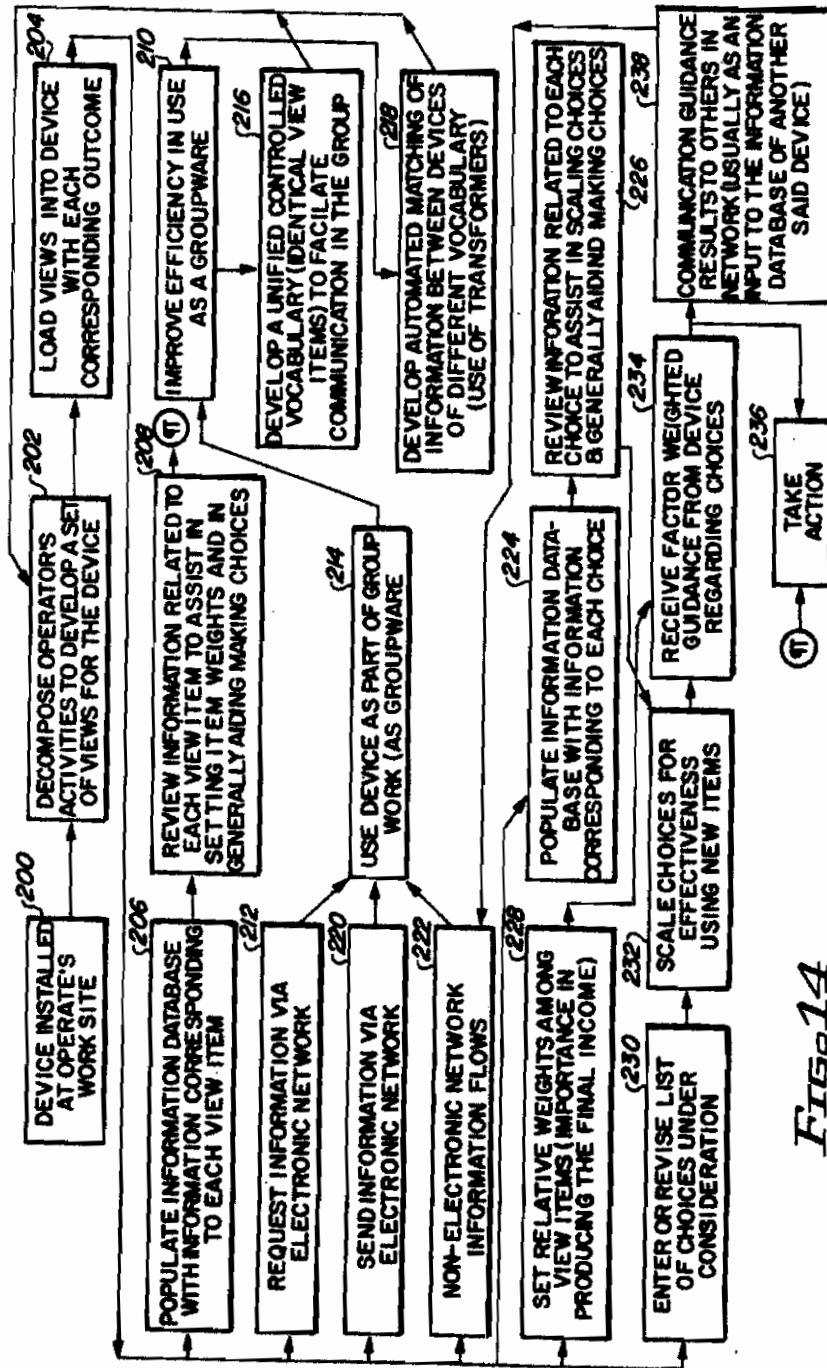 200
DEVICE INSTALLED
AT OPERATE'S
WORK SITE
202
DECOMPOSE OPERATOR'S
ACTIVITIES TO DEVELOP A SET
OF VIEWS FOR THE DEVICE
204
LOAD VIEWS INTO DEVICE
WITH EACH
CORRESPONDING OUTCOME
206
POPULATE INFORMATION DATABASE
WITH INFORMATION CORRESPONDING
TO EACH VIEW ITEM
208
REVIEW INFORMATION RELATED TO
EACH VIEW ITEM TO ASSIST IN
SETTING ITEM WEIGHTS AND IN
GENERALLY AIDING MAKING CHOICES
210
IMPROVE EFFICIENCY IN USE
AS A GROUPWARE
212
REQUEST INFORMATION VIA
ELECTRONIC NETWORK
214
USE DEVICE AS PART OF GROUP
WORK (AS GROUPWARE)
216
DEVELOP A UNIFIED CONTROLLED
VOCABULARY (IDENTICAL VIEW
ITEMS) TO FACILATE
COMMUNICATION IN THE GROUP
218
DEVELOP AUTOMATED MATCHING OF
INFORMATION BETWEEN DEVICES
OF DIFFERENT VOCABULARY
(USE OF TRANSFORMERS)
220
SEND INFORMATION VIA
ELECTRONIC NETWORK
222
NON-ELECTRONIC NETWORK
INFORMATION FLOWS
224
POPULATE INFORMATION DATA-
BASE WITH INFORMATION
CORRESPONDING TO EACH CHOICE
226
REVIEW INFORATION RELATED TO EACH
CHOICE TO ASSIST IN SCALING CHOICES
& GENERALLY AIDIND MAKING CHOICES
228
SET RELATIVE WEIGHTS AMONG
VIEW ITEMS (IMPORTANCE IN
PRODUCING THE FINAL INCOME)
230
ENTER OR REVISE LIST
OF CHOICES UNDER
CONSIDERATION
232
SCALE CHOICES FOR
EFFECTIVENESS
USING NEW ITEMS
234
RECEIVE FACTOR WEIGHTED
GUIDANCE FROM DEVICE
REGARDING CHOICES
236
TAKE
ACTION
238
COMMUNICATION GUIDANCE
RESULTS TO OTHERS IN
NETWORK (USUALLY AS AN
INPUT TO THE INFORMATION
DATABASE OF ANOTHER
SAID DEVICE)
FIG. 14